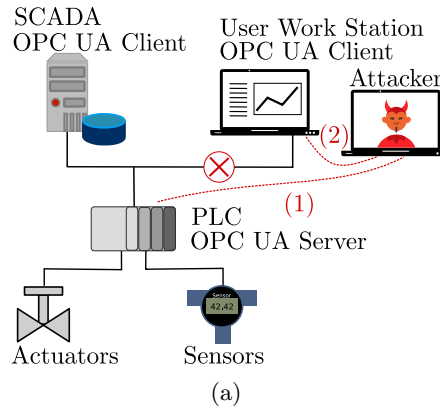 SCADA
OPC UA Client
User Work Station
OPC UA Client
Attacker
(2)
(1)
PLC
OPC UA Server
Sensor
42.42
Actuators
Sensors
(a)